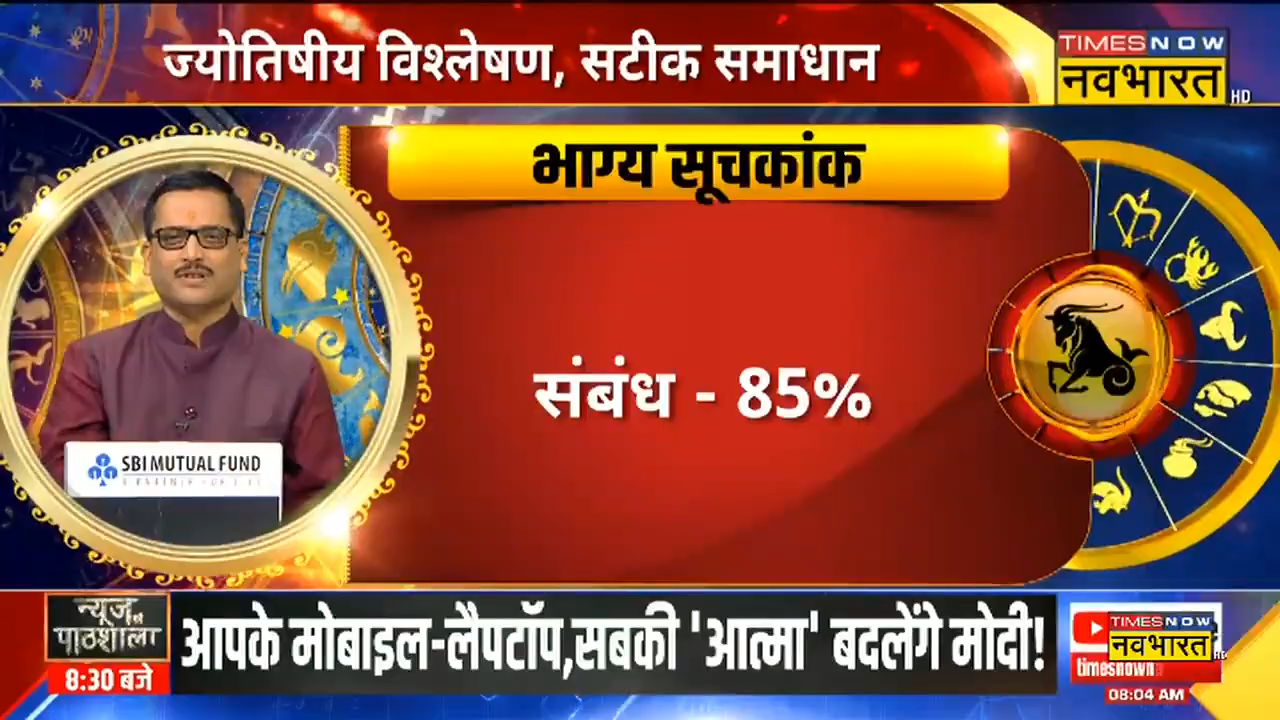 ज्योतिषीय विश्लेषण, सटीक समाधान
TIMES NOW
नवभारत
HD
भाग्य सूचकांक
संबंध - 85%
SBI MUTUAL FUND
न्यूज़ की
पाठशाला
8:30 बजे
आपके मोबाइल-लैपटॉप,सबकी 'आत्मा' बदलेंगे मोदी!
TIMES NOW
नवभारत
timesnown
08:04 AM